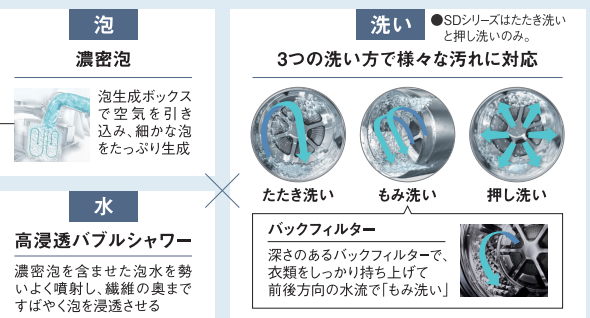 泡
濃密泡
泡生成ボックス
で空気を引き
込み、細かな泡
をたっぷり生成
水
高浸透バブルシャワー
濃密泡を含ませた泡水を勢
いよく噴射し、繊維の奥まで
すばやく泡を浸透させる
洗い
●SDシリーズはたたき洗い
と押し洗いのみ。
3つの洗い方で様々な汚れに対応
たたき洗い
もみ洗い
押し洗い
バックフィルター
深さのあるバックフィルターで、
衣類をしっかり持ち上げて
前後方向の水流で「もみ洗い」